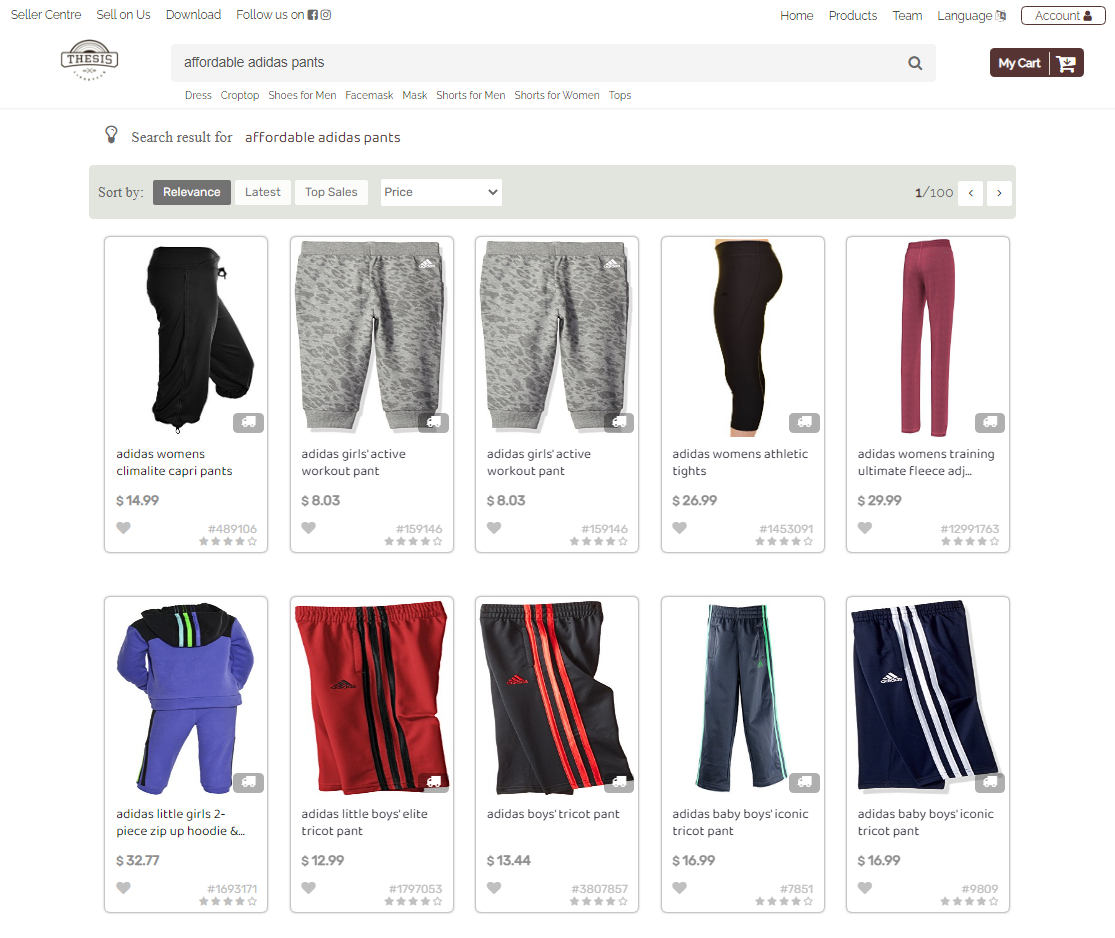 Seller Centre Sell on Us Download Follow us on Home Products Team Language Account
THESIS
affordable adidas pants
My Cart
Dress Croptop Shoes for Men Facemask Mask Shorts for Men Shorts for Women Tops
Search result for affordable adidas pants
Sort by: Relevance Latest Top Sales Price 1/100 ‹ ›
adidas womens
climalite capri pants
$ 14.99
#489106
adidas girls' active
workout pant
$ 8.03
#159146
adidas girls' active
workout pant
$ 8.03
#159146
adidas womens athletic
tights
$ 26.99
#1453091
adidas womens training
ultimate fleece adj...
$ 29.99
#12991763
adidas little girls 2-
piece zip up hoodie &...
$ 32.77
#1693171
adidas little boys' elite
tricot pant
$ 12.99
#1797053
adidas boys' tricot pant
$ 13.44
#3807857
adidas baby boys' iconic
tricot pant
$ 16.99
#7851
adidas baby boys' iconic
tricot pant
$ 16.99
#9809